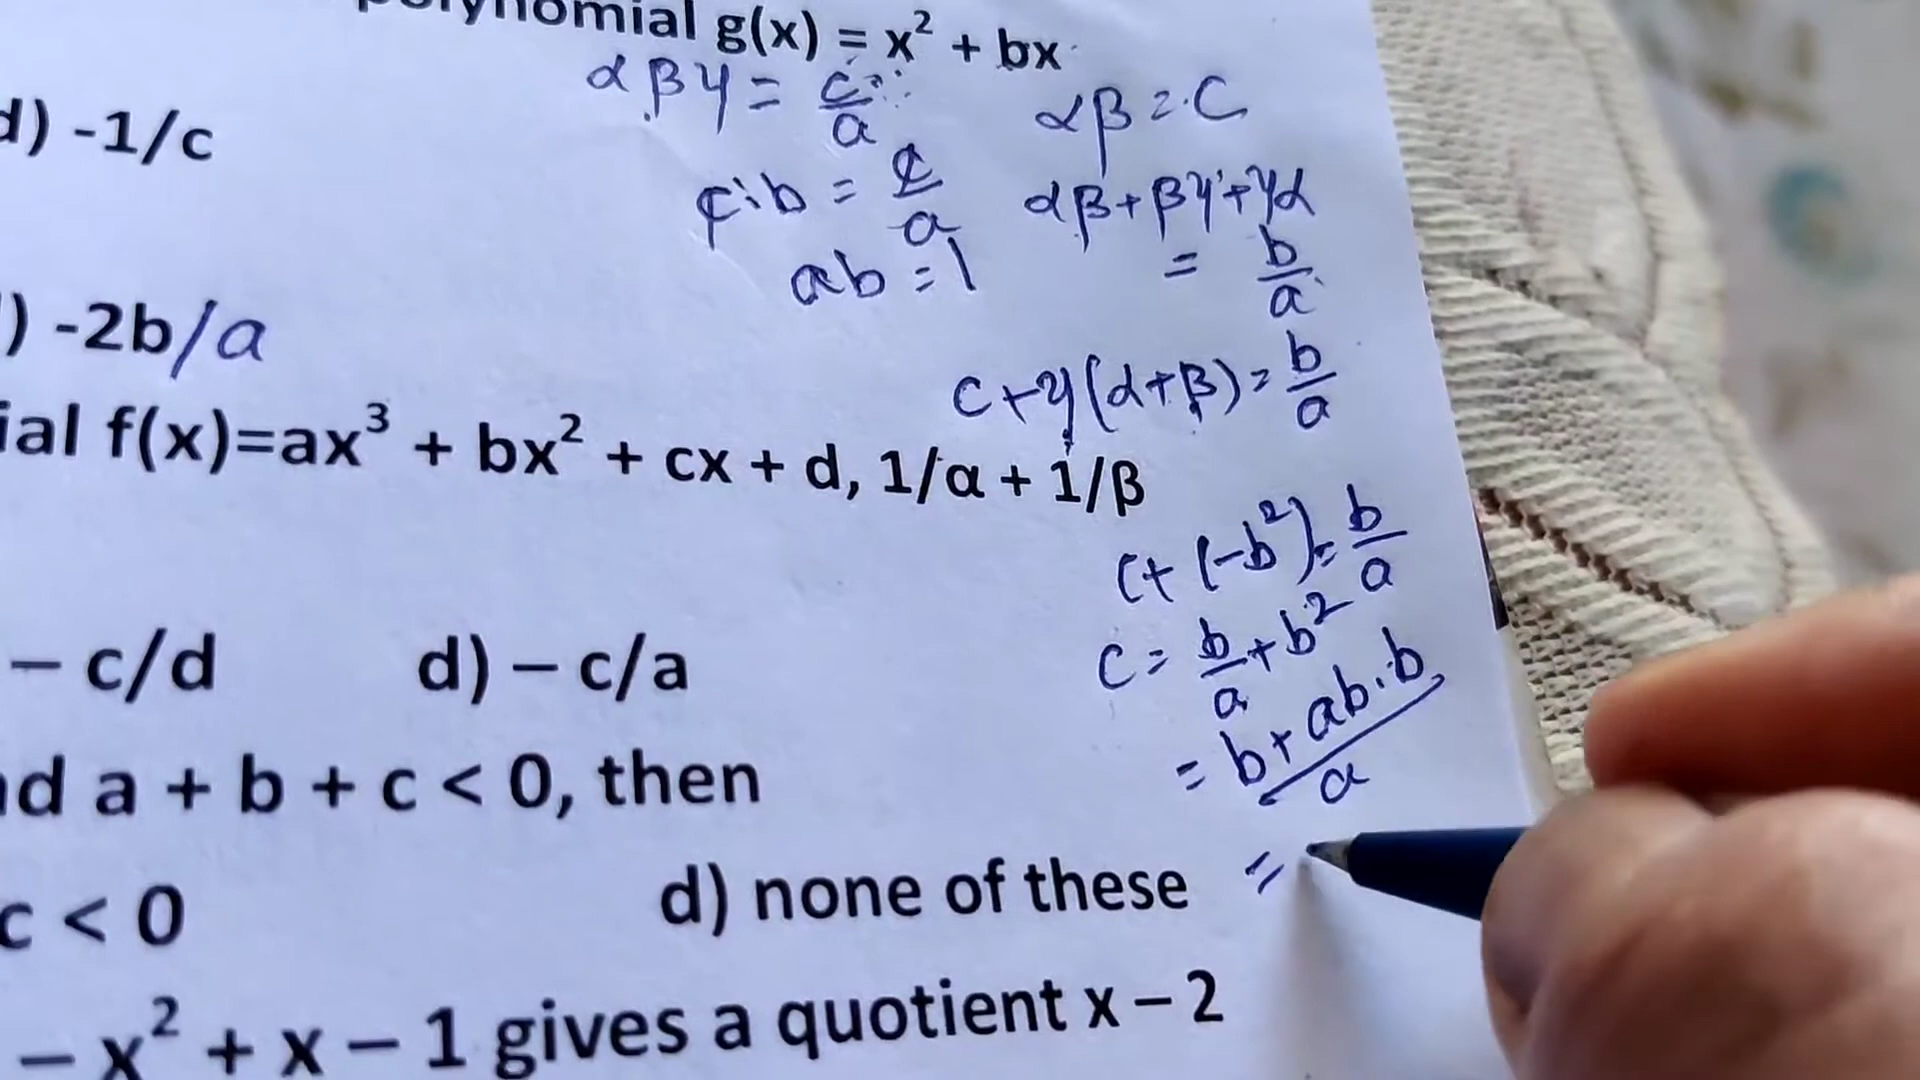 polynomial g(x) = x² + bx
αβγ = c/a
αβ = c
d) -1/c
¢·b = ¢/a
αβ + βγ + γα
ab = 1
= b/a
) -2b/a
c + γ(α+β) = b/a
ial f(x)=ax³ + bx² + cx + d, 1/α + 1/β
c + (-b²) = b/a
c = b/a + b²
– c/d d) – c/a
= b + ab·b/a
d a + b + c < 0, then
c < 0 d) none of these =
– x² + x – 1 gives a quotient x – 2